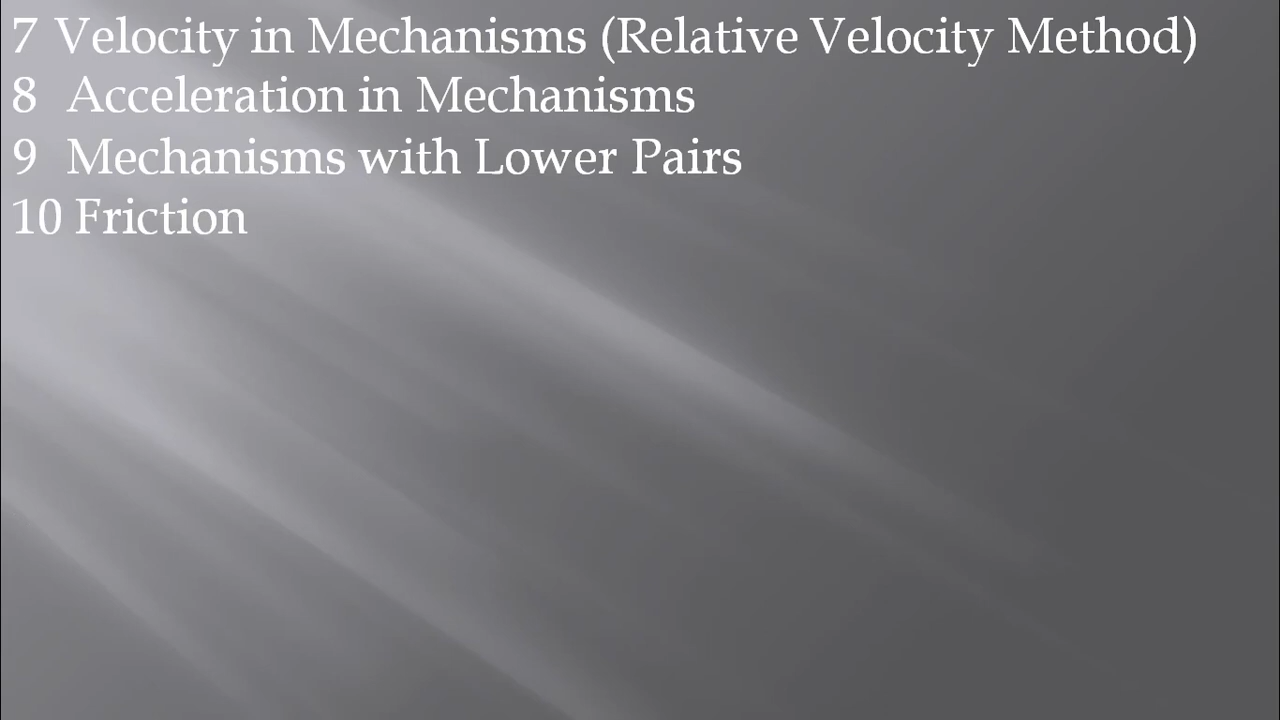 7 Velocity in Mechanisms (Relative Velocity Method)
8 Acceleration in Mechanisms
9 Mechanisms with Lower Pairs
10 Friction